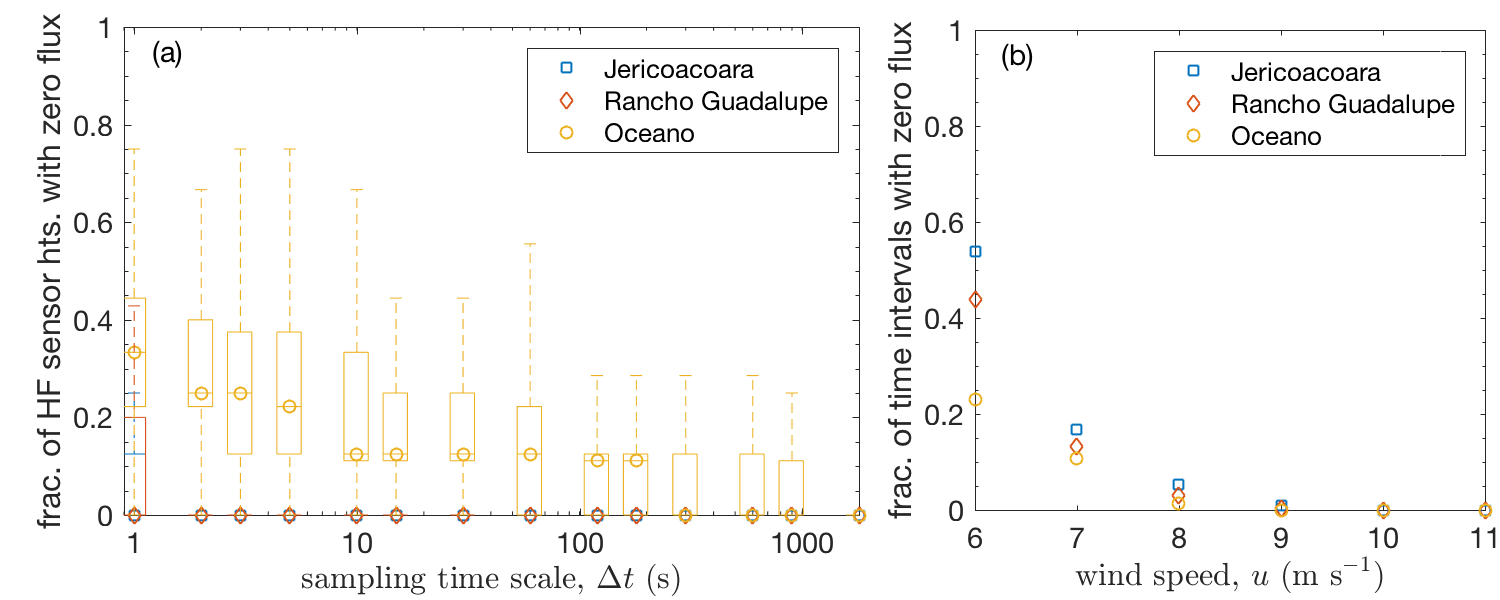 (a)
Jericoacoara
Rancho Guadalupe
Oceano
frac. of HF sensor hts. with zero flux
1
0.8
0.6
0.4
0.2
0
1
10
100
1000
sampling time scale, Δt (s)
(b)
Jericoacoara
Rancho Guadalupe
Oceano
frac. of time intervals with zero flux
1
0.8
0.6
0.4
0.2
0
6
7
8
9
10
11
wind speed, u (m s⁻¹)